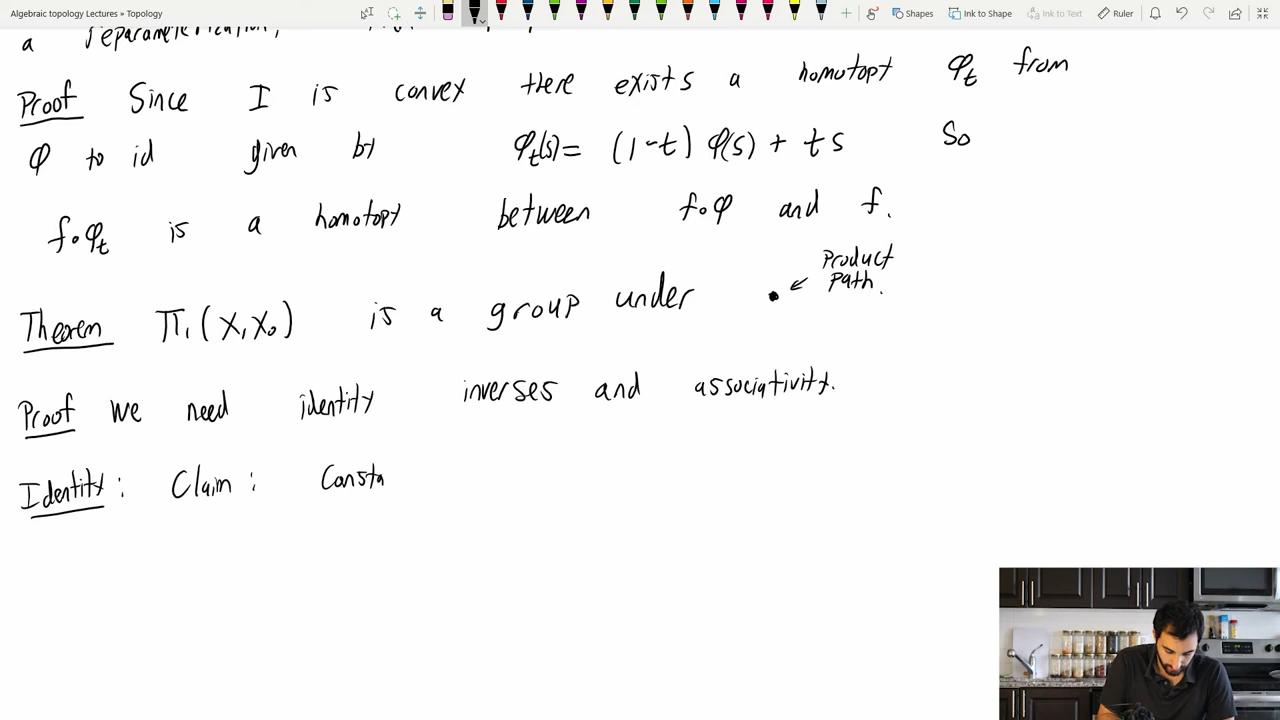 Algebraic topology Lectures » Topology
Shapes Ink to Shape Ink to Text Ruler
a reparameterization,
Proof Since I is convex there exists a homotopt φₜ from
φ to id given by φₜ(s)= (1-t) φ(s) + ts So
f∘φₜ is a homotopy between f∘φ and f.
Product
Path.
Theorem π₁(X,x₀) is a group under • ←
Proof We need identity inverses and associativity.
Identity: Claim: Consta